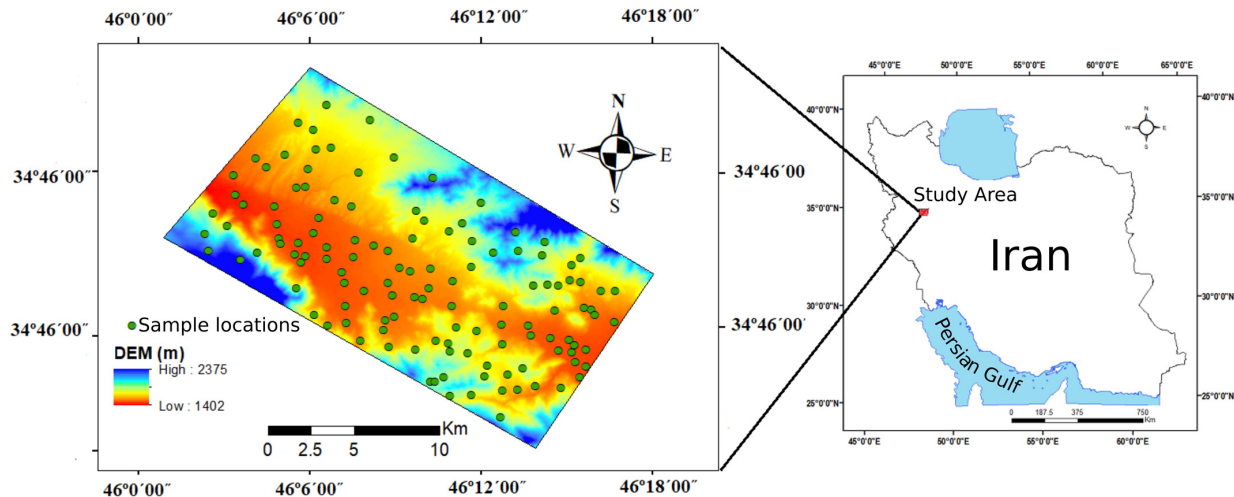 46°0′00″ 46°6′00″ 46°12′00″ 46°18′00″
34°46′00″
34°46′00″
N
W E
S
Sample locations
DEM (m)
High : 2375
Low : 1402
Km
0 2.5 5 10
46°0′00″ 46°6′00″ 46°12′00″ 46°18′00″
34°46′00
34°46′00″
45°0'0"E 50°0'0"E 55°0'0"E 60°0'0"E 65°0'0"E
40°0'0"N
35°0'0"N
30°0'0"N
25°0'0"N
N
W E
S
Study Area
Iran
Persian Gulf
0 187.5 375 750
Km
40°0'0"N
35°0'0"N
30°0'0"N
25°0'0"N
45°0'0"E 50°0'0"E 55°0'0"E 60°0'0"E